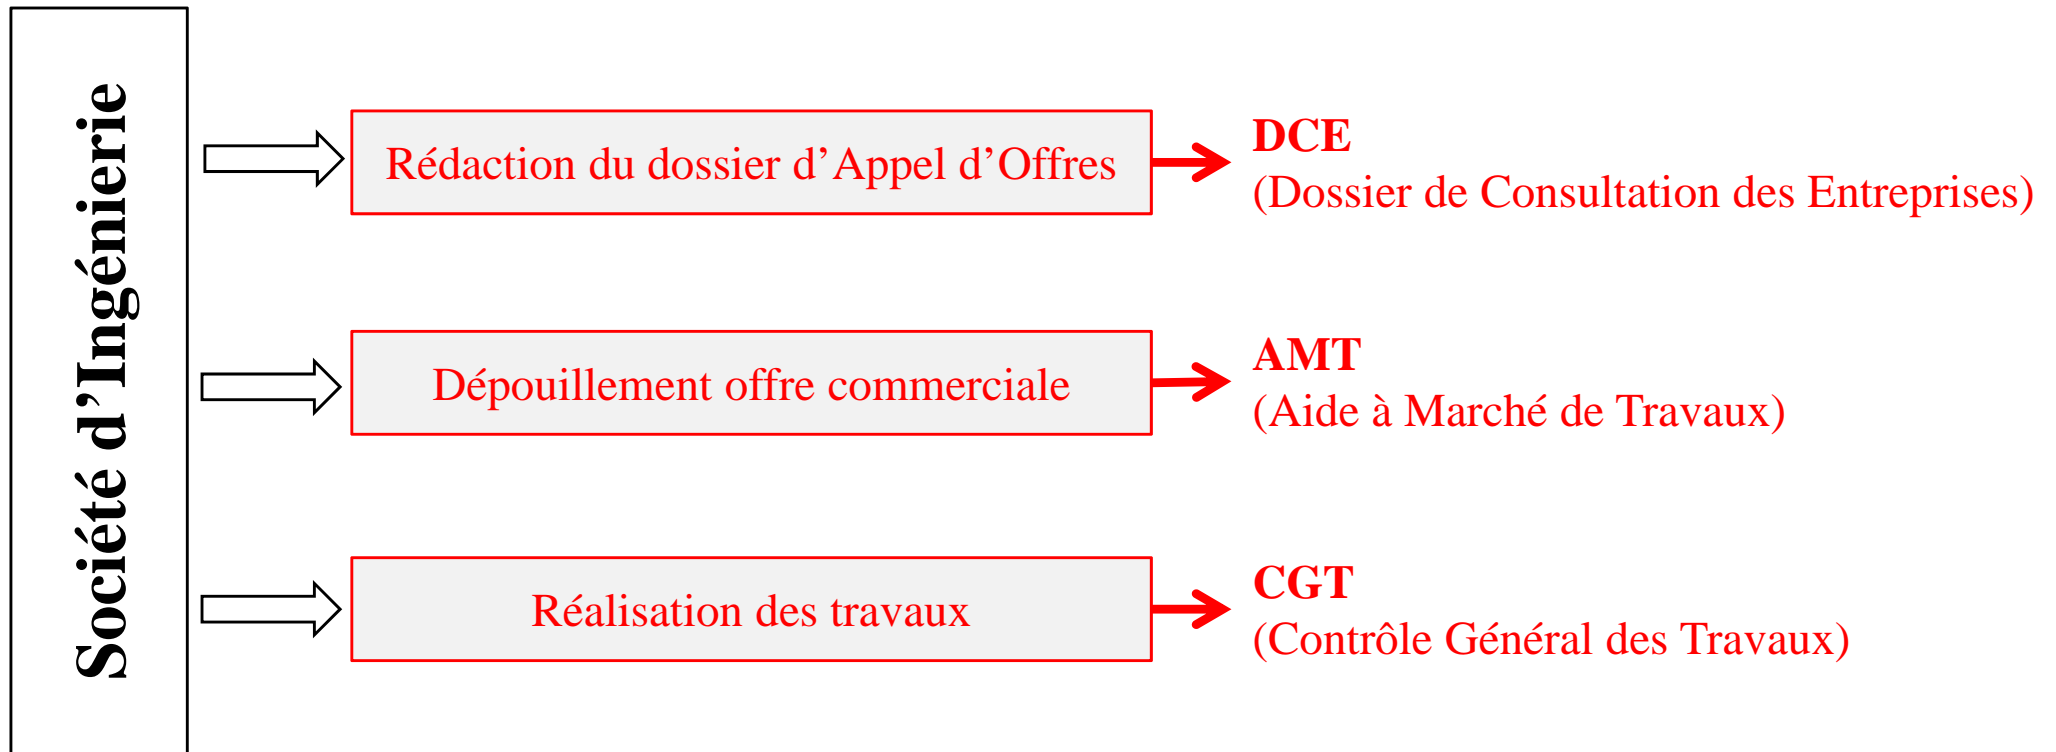 Société d’Ingénierie
Rédaction du dossier d’Appel d’Offres
DCE
(Dossier de Consultation des Entreprises)
Dépouillement offre commerciale
AMT
(Aide à Marché de Travaux)
Réalisation des travaux
CGT
(Contrôle Général des Travaux)